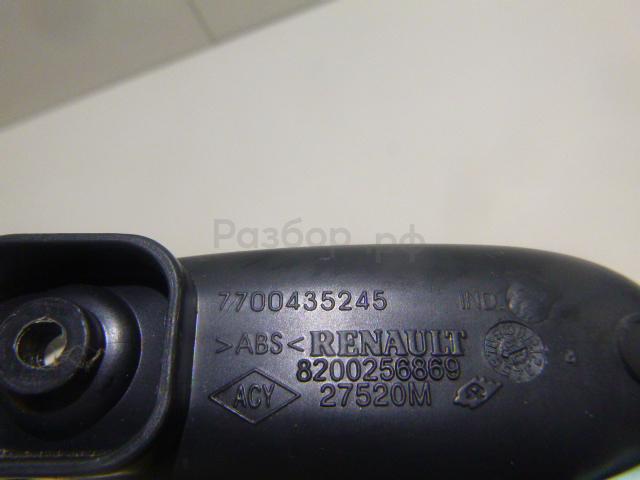 Разбор.рф
7700435245 IND
>ABS< RENAULT
8200256869
ACY 27520M